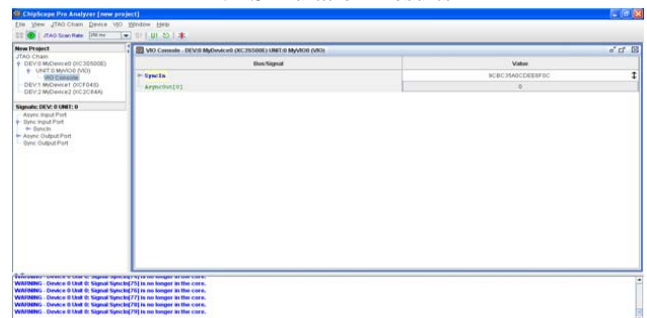 ChipScope Pro Analyzer [new project]
File View JTAG Chain Device VIO Window Help
JTAG Scan Rate: 250 ms
New Project
JTAG Chain
DEV:0 MyDevice0 (XC3S500E)
UNIT:0 MyVIO0 (VIO)
VIO Console
DEV:1 MyDevice1 (XCF04S)
DEV:2 MyDevice2 (XC2C64A)
Signals: DEV: 0 UNIT: 0
Async Input Port
Sync Input Port
SyncIn
Async Output Port
Sync Output Port
VIO Console - DEV:0 MyDevice0 (XC3S500E) UNIT:0 MyVIO0 (VIO)
Bus/Signal Value
SyncIn
AsyncOut[0] 0
WARNING - Device 0 Unit 0: Signal SyncIn[75] is no longer in the core.
WARNING - Device 0 Unit 0: Signal SyncIn[76] is no longer in the core.
WARNING - Device 0 Unit 0: Signal SyncIn[77] is no longer in the core.
WARNING - Device 0 Unit 0: Signal SyncIn[78] is no longer in the core.
WARNING - Device 0 Unit 0: Signal SyncIn[79] is no longer in the core.